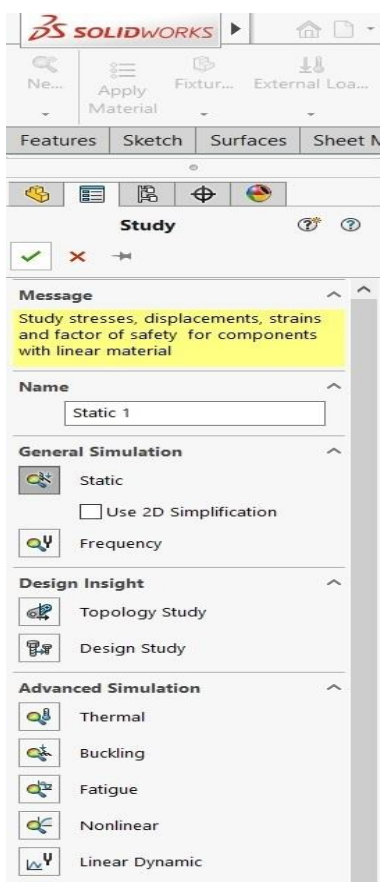 SOLIDWORKS
Ne... Apply Material Fixtur... External Loa...
Features Sketch Surfaces Sheet M
Study
Message
Study stresses, displacements, strains
and factor of safety for components
with linear material
Name
Static 1
General Simulation
Static
Use 2D Simplification
Frequency
Design Insight
Topology Study
Design Study
Advanced Simulation
Thermal
Buckling
Fatigue
Nonlinear
Linear Dynamic